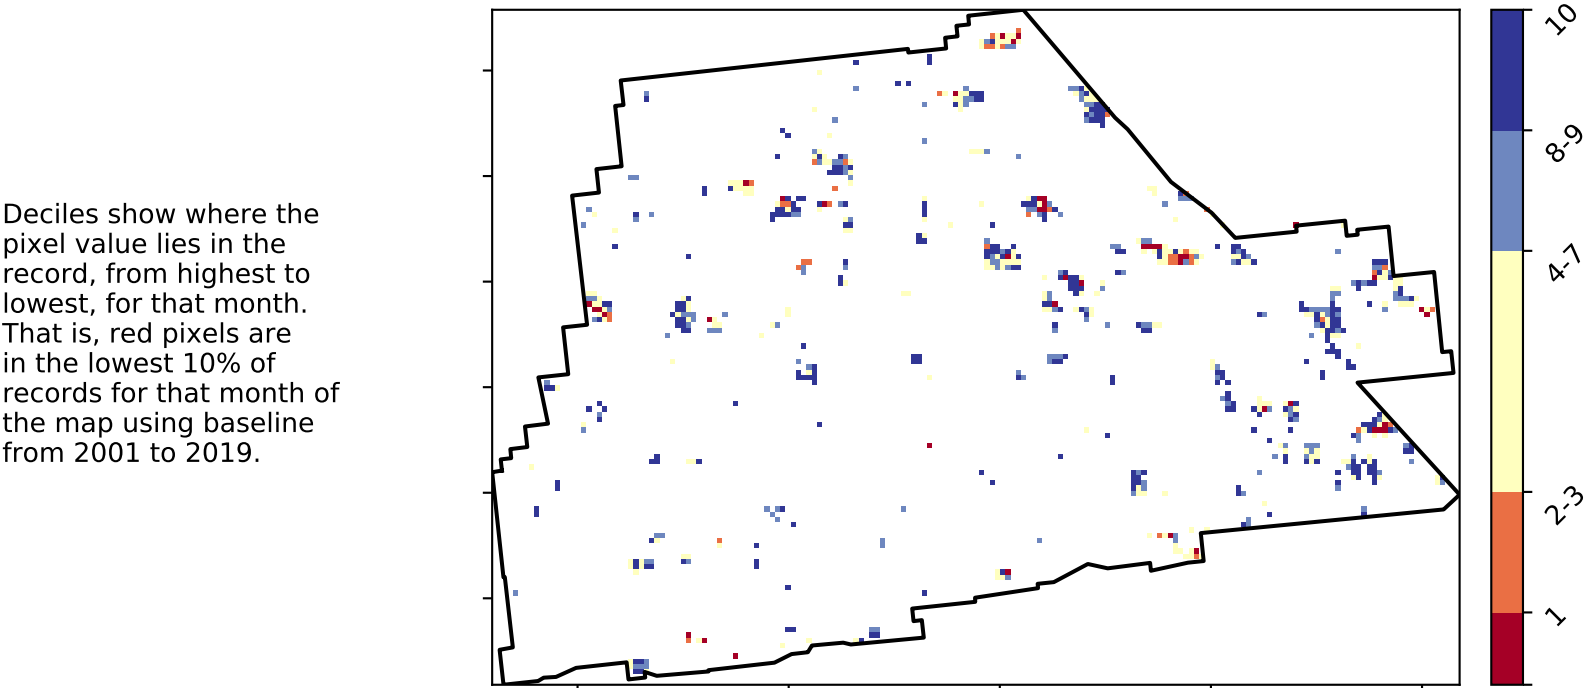 Deciles show where the
pixel value lies in the
record, from highest to
lowest, for that month.
That is, red pixels are
in the lowest 10% of
records for that month of
the map using baseline
from 2001 to 2019.
10
8-9
4-7
2-3
1